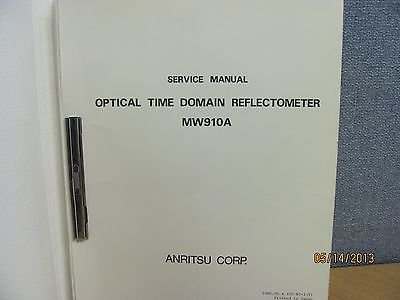 SERVICE MANUAL
OPTICAL TIME DOMAIN REFLECTOMETER
MW910A
ANRITSU CORP.
05/14/2013